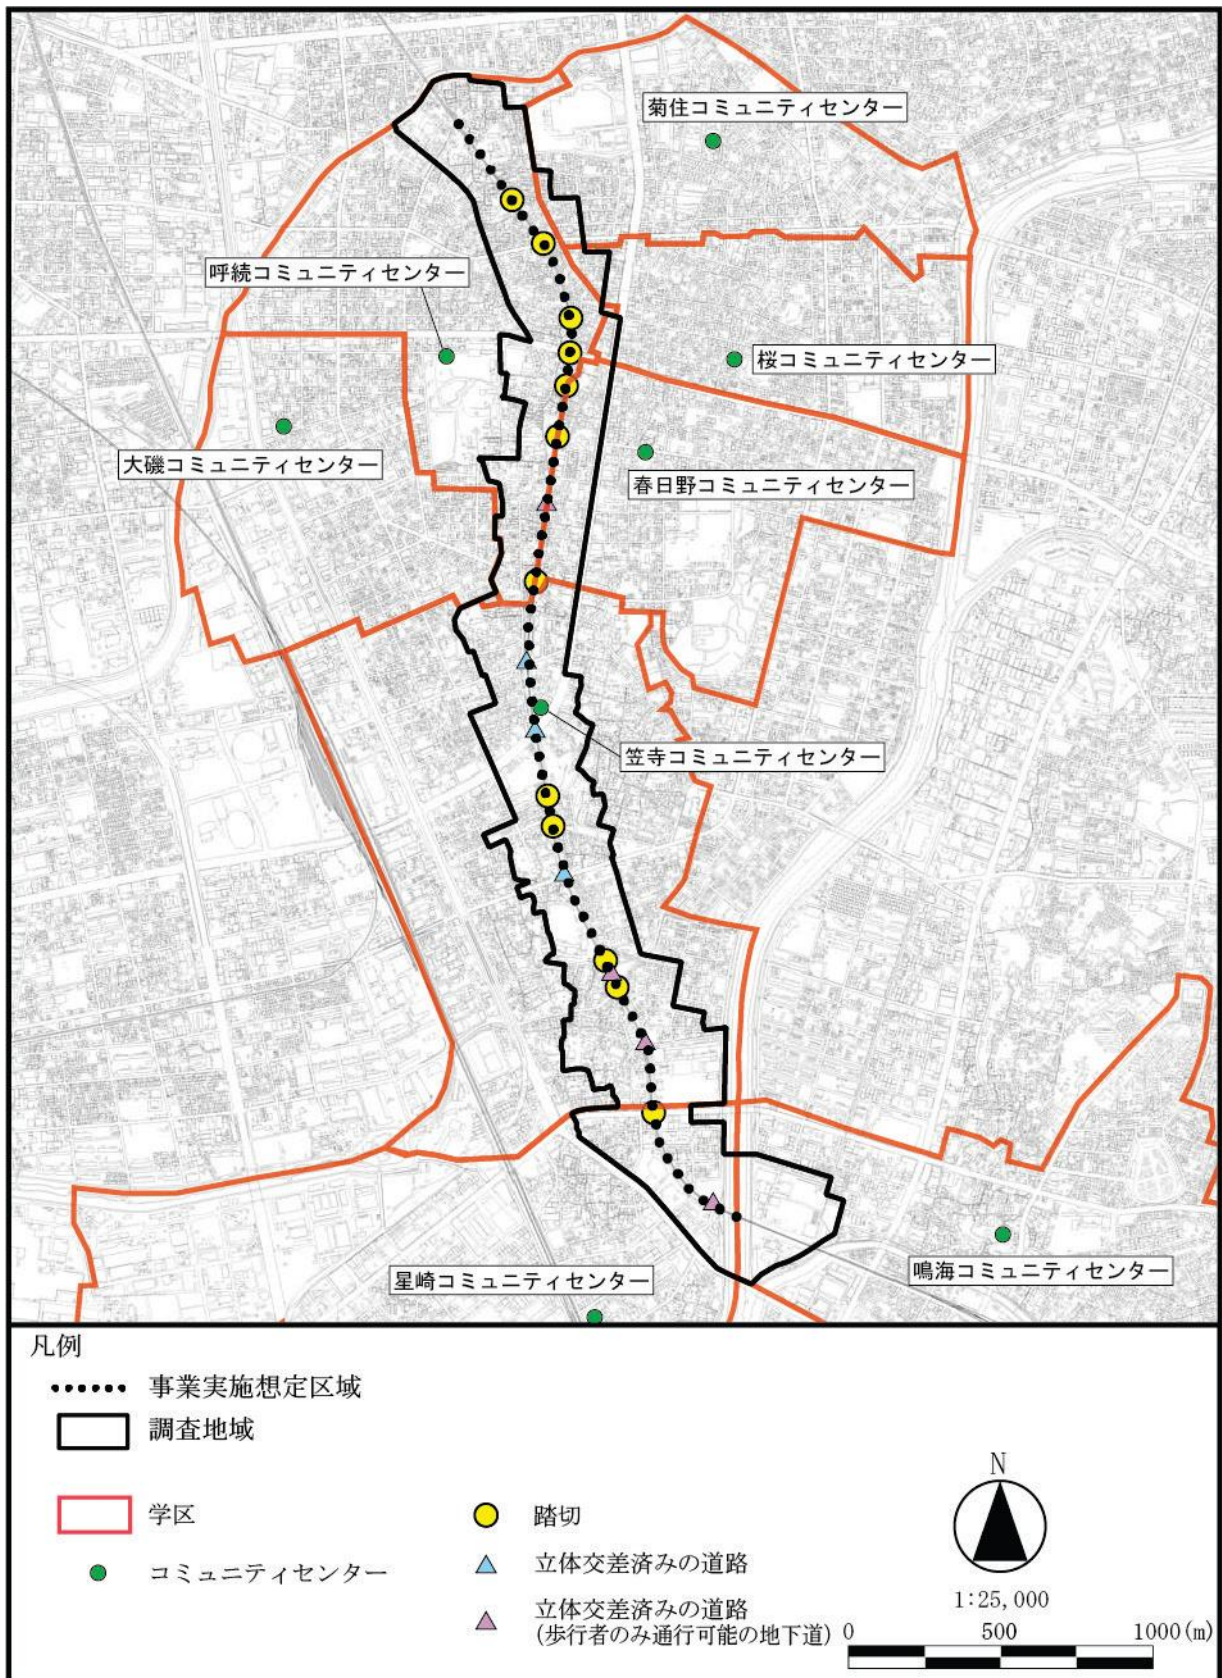 菊住コミュニティセンター
呼続コミュニティセンター
桜コミュニティセンター
大磯コミュニティセンター
春日野コミュニティセンター
笠寺コミュニティセンター
鳴海コミュニティセンター
星崎コミュニティセンター
凡例
事業実施想定区域
調査地域
学区
コミュニティセンター
踏切
立体交差済みの道路
立体交差済みの道路
(歩行者のみ通行可能の地下道)
N
1:25,000
0 500 1000(m)